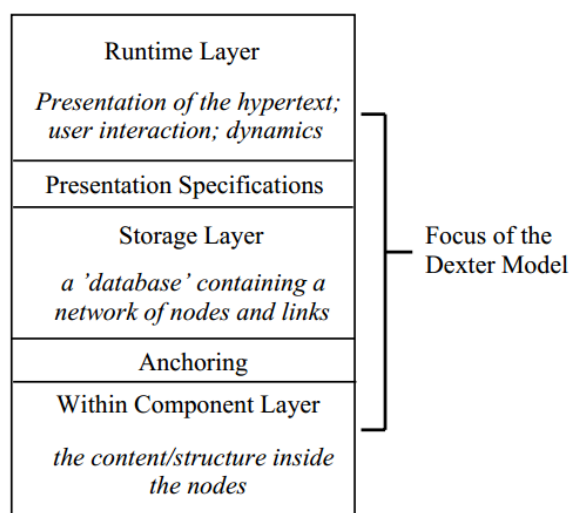 Runtime Layer
Presentation of the hypertext;
user interaction; dynamics
Presentation Specifications
Storage Layer
a ’database’ containing a
network of nodes and links
Anchoring
Within Component Layer
the content/structure inside
the nodes
Focus of the
Dexter Model